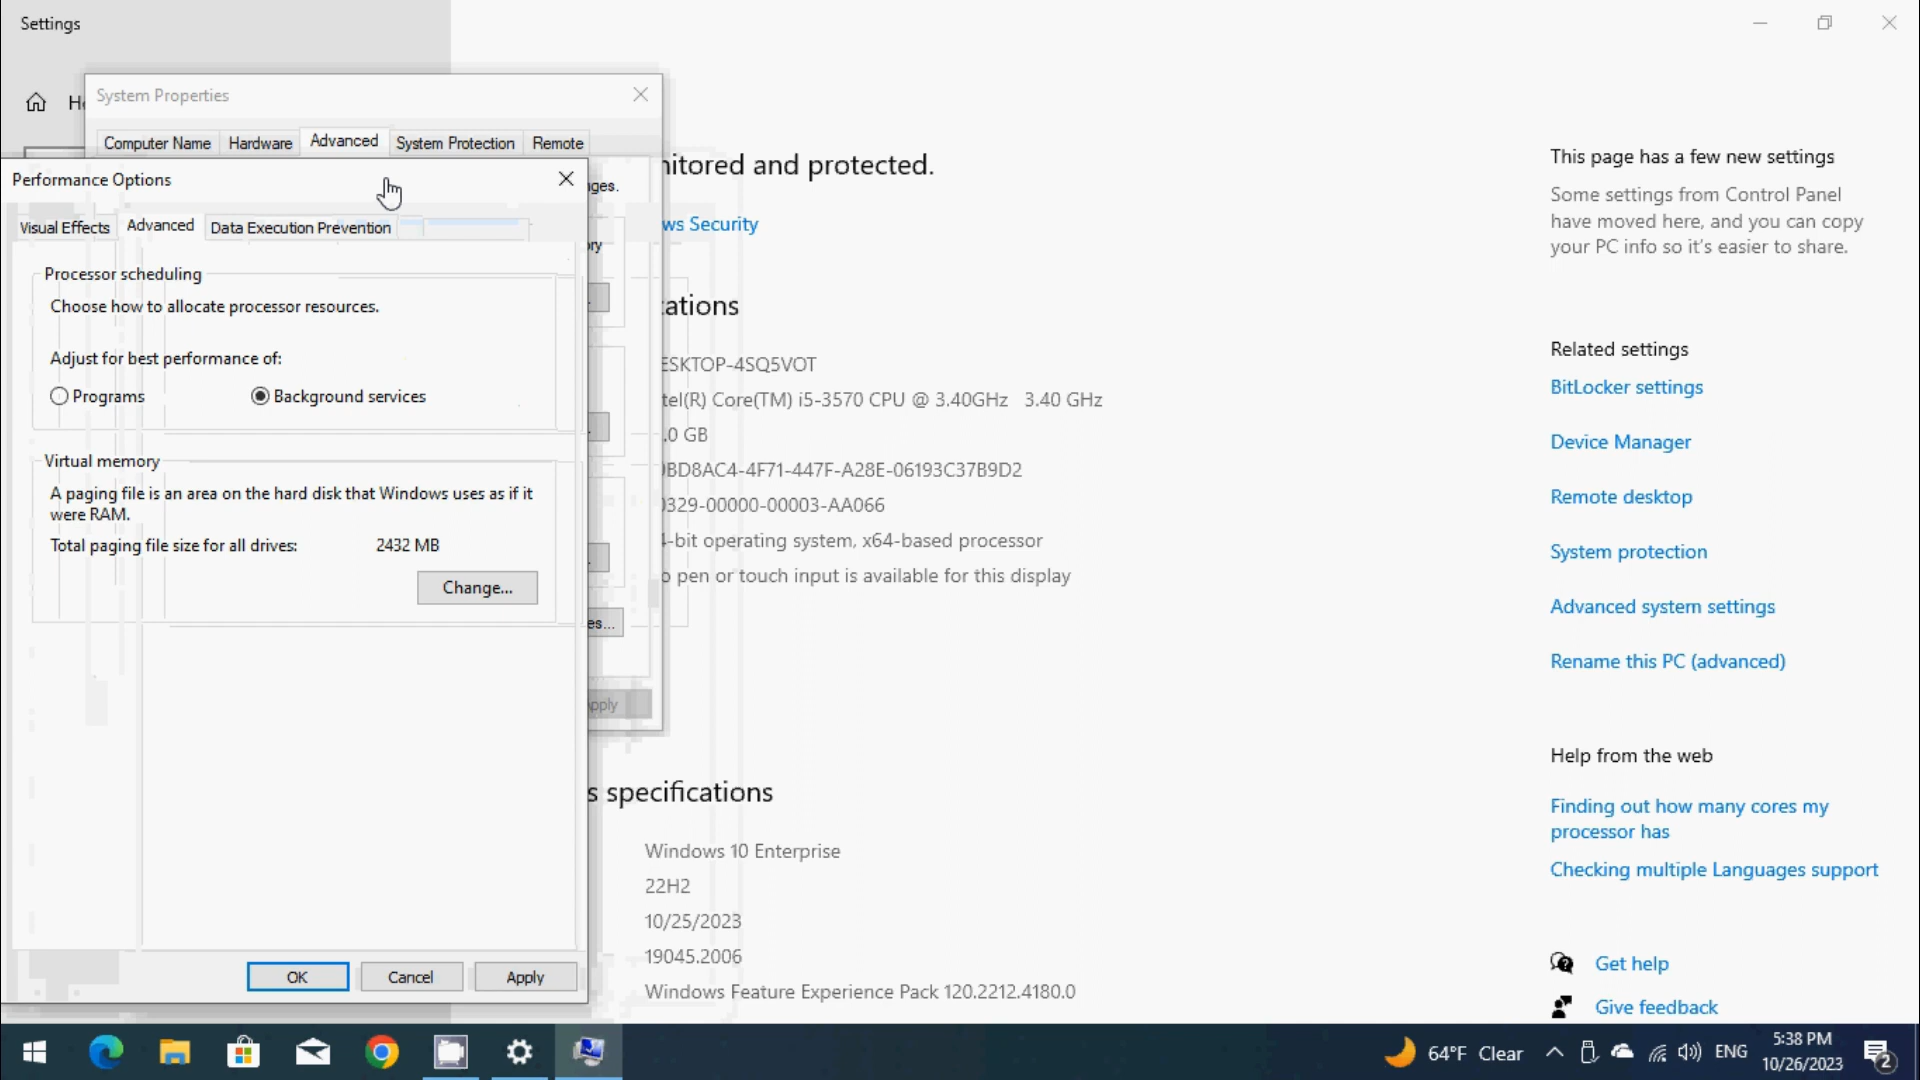 Settings
System Properties
Computer Name
Hardware
Advanced
System Protection
Remote
Performance Options
Visual Effects
Advanced
Data Execution Prevention
Processor scheduling
Choose how to allocate processor resources.
Adjust for best performance of:
Programs
Background services
Virtual memory
A paging file is an area on the hard disk that Windows uses as if it
were RAM.
Total paging file size for all drives:
2432 MB
Change...
OK
Cancel
Apply
nitored and protected.
ws Security
ations
ESKTOP-4SQ5VOT
tel(R) Core(TM) i5-3570 CPU @ 3.40GHz 3.40 GHz
.0 GB
BD8AC4-4F71-447F-A28E-06193C37B9D2
329-00000-00003-AA066
-bit operating system, x64-based processor
o pen or touch input is available for this display
s specifications
Windows 10 Enterprise
22H2
10/25/2023
19045.2006
Windows Feature Experience Pack 120.2212.4180.0
This page has a few new settings
Some settings from Control Panel
have moved here, and you can copy
your PC info so it's easier to share.
Related settings
BitLocker settings
Device Manager
Remote desktop
System protection
Advanced system settings
Rename this PC (advanced)
Help from the web
Finding out how many cores my
processor has
Checking multiple Languages support
Get help
Give feedback
64°F Clear
ENG
5:38 PM
10/26/2023
2